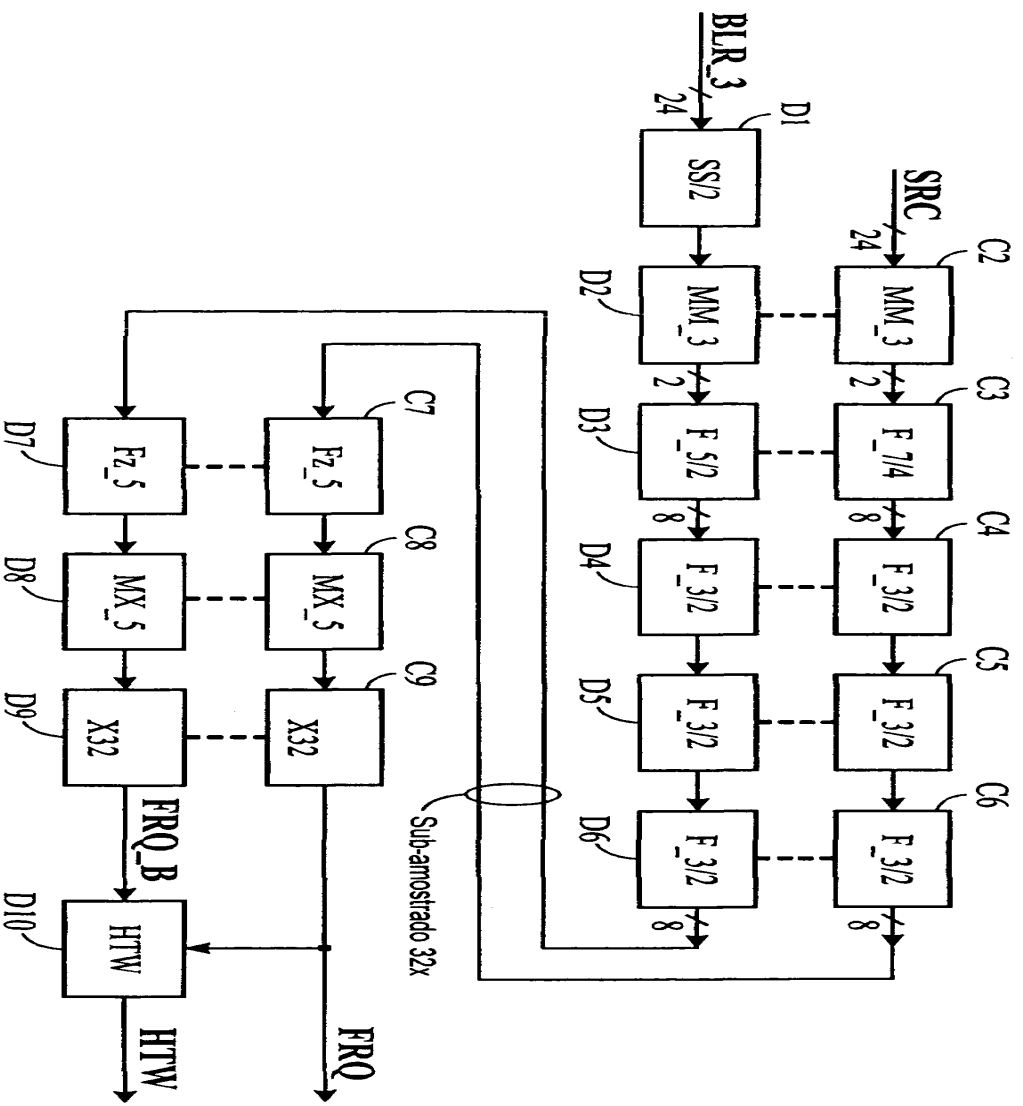 C2
C3
C4
C5
C6
SRC
24
MM_3
2
F_7/4
8
F_3/2
F_3/2
F_3/2
8
D1
BLR_3
24
SS/2
MM_3
2
F_5/2
8
F_3/2
F_3/2
F_3/2
8
D2
D3
D4
D5
D6
Sub-amostrado 32x
C7
C8
C9
FRQ
Fz_5
MX_5
X32
FRQ_B
HTW
Fz_5
MX_5
X32
HTW
D7
D8
D9
D10